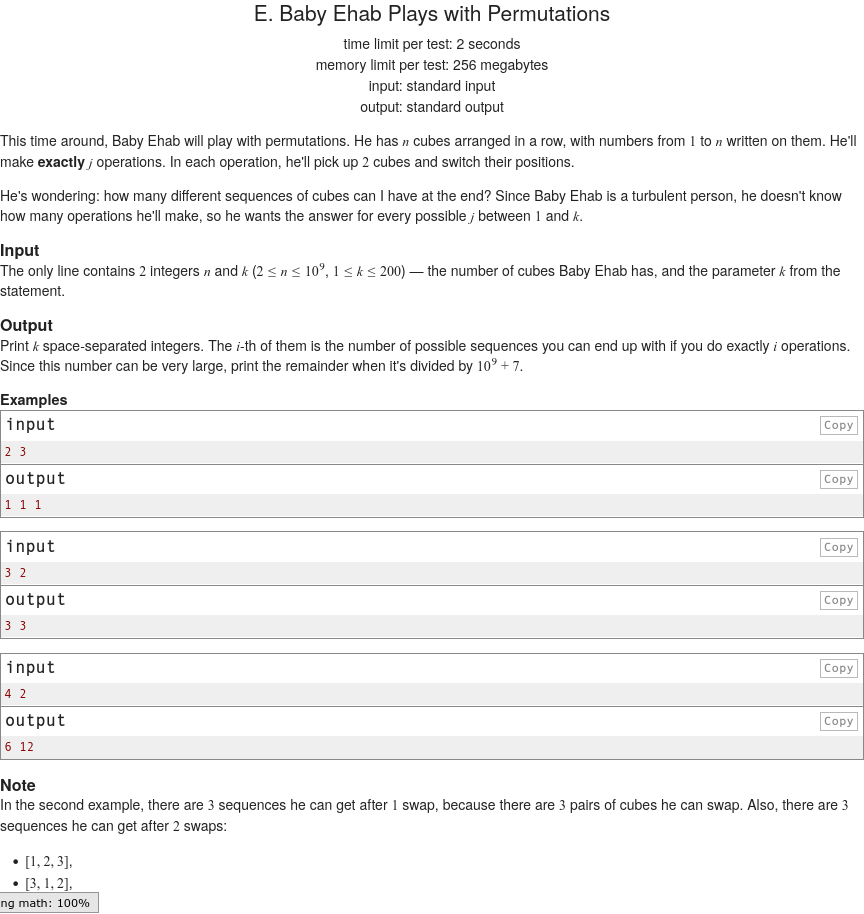 E. Baby Ehab Plays with Permutations
time limit per test: 2 seconds
memory limit per test: 256 megabytes
input: standard input
output: standard output
This time around, Baby Ehab will play with permutations. He has n cubes arranged in a row, with numbers from 1 to n written on them. He'll
make exactly j operations. In each operation, he'll pick up 2 cubes and switch their positions.
He's wondering: how many different sequences of cubes can I have at the end? Since Baby Ehab is a turbulent person, he doesn't know
how many operations he'll make, so he wants the answer for every possible j between 1 and k.
Input
The only line contains 2 integers n and k (2 ≤ n ≤ 10^9, 1 ≤ k ≤ 200) — the number of cubes Baby Ehab has, and the parameter k from the
statement.
Output
Print k space-separated integers. The i-th of them is the number of possible sequences you can end up with if you do exactly i operations.
Since this number can be very large, print the remainder when it's divided by 10^9 + 7.
Examples
input Copy
2 3
output Copy
1 1 1
input Copy
3 2
output Copy
3 3
input Copy
4 2
output Copy
6 12
Note
In the second example, there are 3 sequences he can get after 1 swap, because there are 3 pairs of cubes he can swap. Also, there are 3
sequences he can get after 2 swaps:
• [1, 2, 3],
• [3, 1, 2],
ng math: 100%